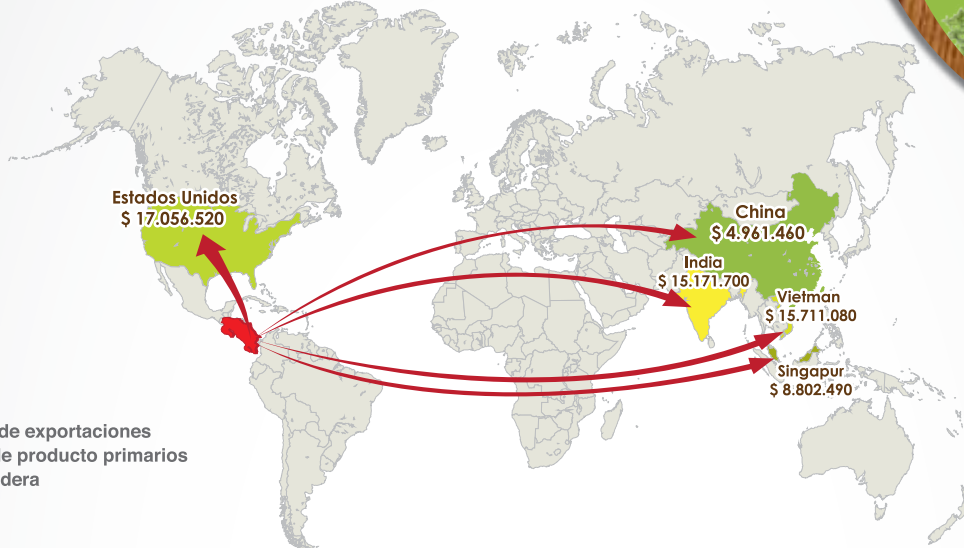 Estados Unidos
$ 17.056.520
China
$ 4.961.460
India
$ 15.171.700
Vietman
$ 15.711.080
Singapur
$ 8.802.490
de exportaciones
de producto primarios